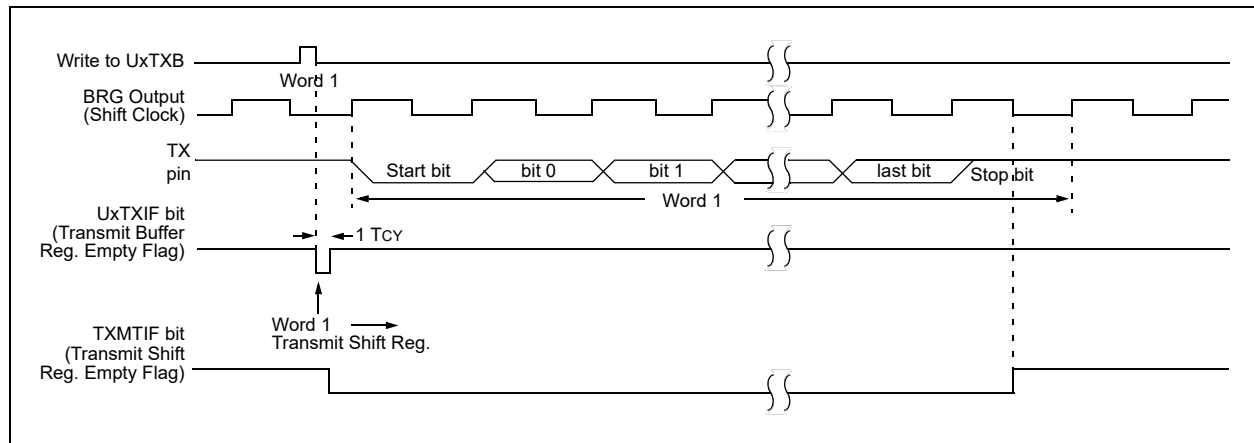 Write to UxTXB
Word 1
BRG Output
(Shift Clock)
TX
pin
Start bit
bit 0
bit 1
last bit
Stop bit
Word 1
UxTXIF bit
(Transmit Buffer
Reg. Empty Flag)
1 TCY
Word 1
Transmit Shift Reg.
TXMTIF bit
(Transmit Shift
Reg. Empty Flag)